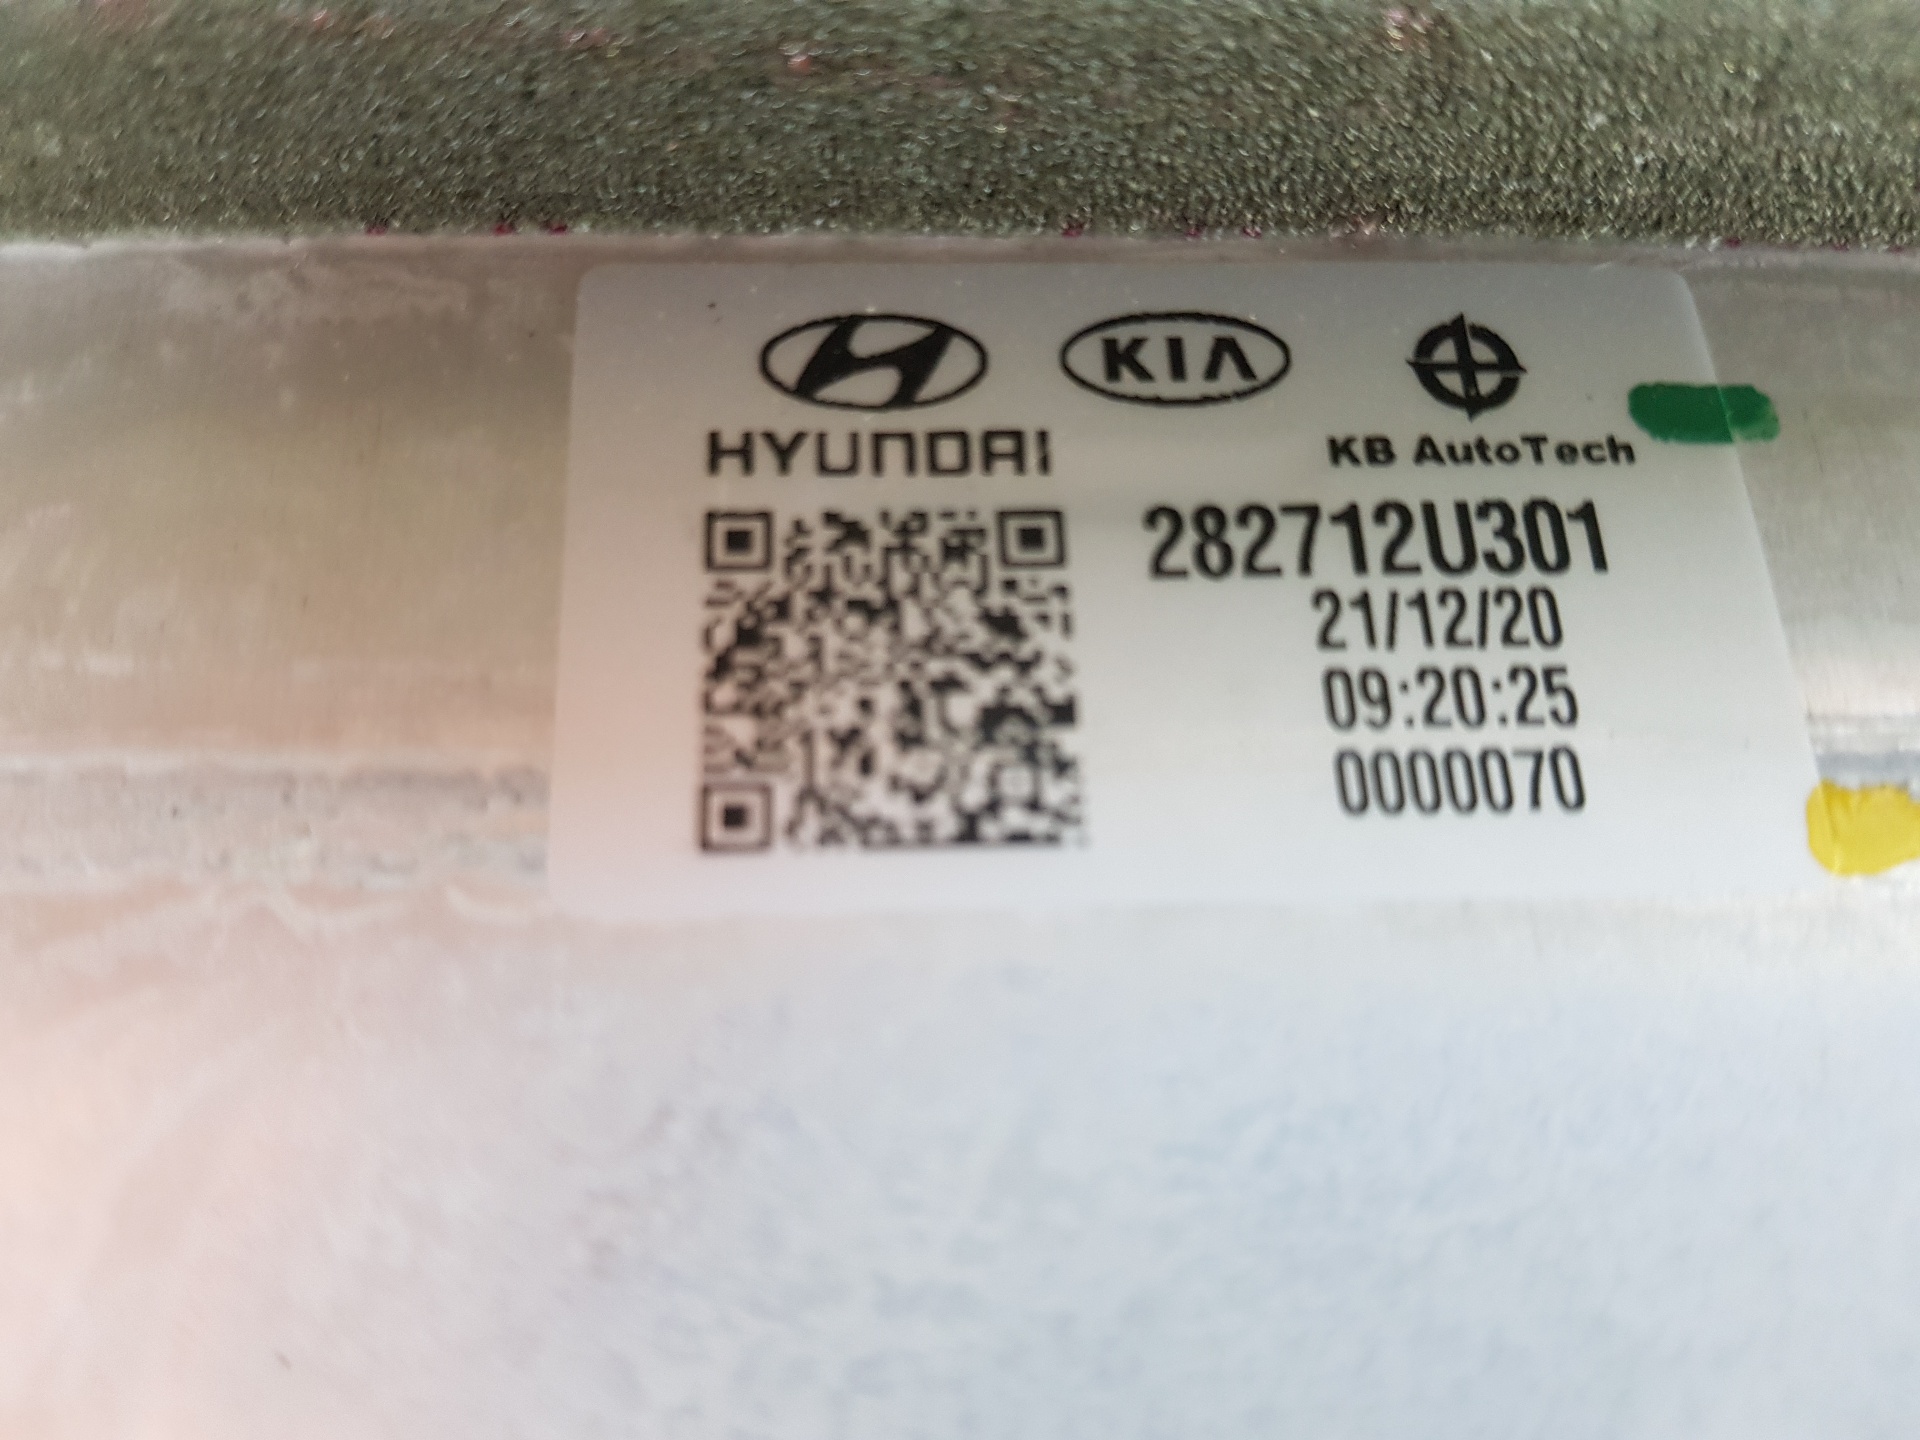 KIA
HYUNDAI
KB AutoTech
282712U301
21/12/20
09:20:25
0000070